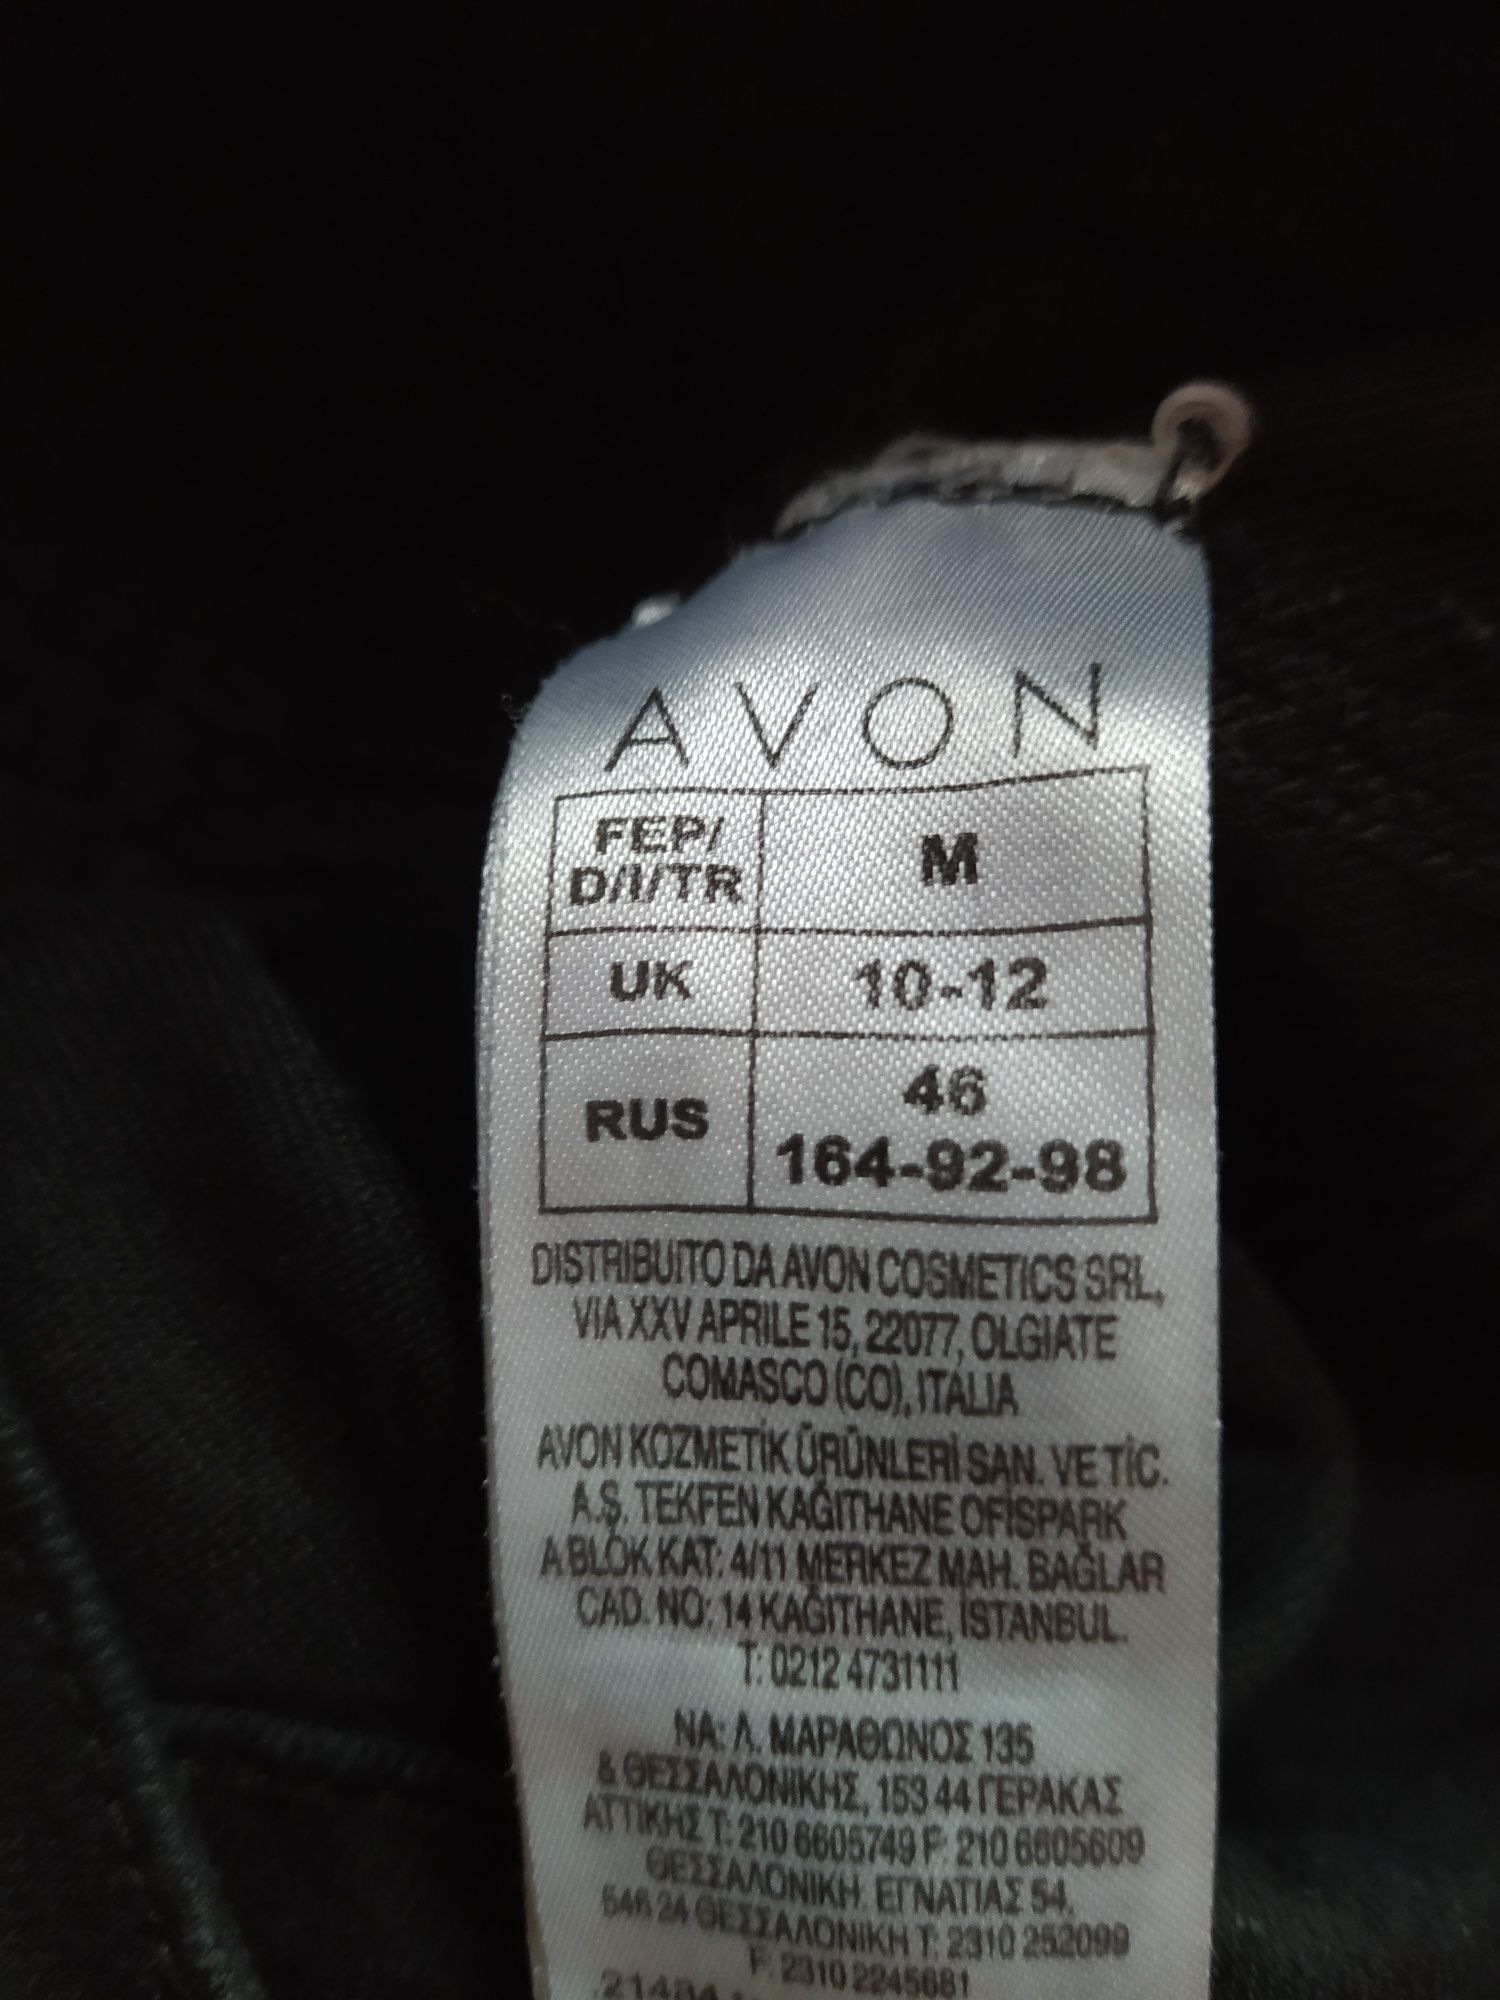 AVON
FEP/
D/I/TR
M
UK
10-12
RUS
46
164-92-98
DISTRIBUITO DA AVON COSMETICS SRL,
VIA XXV APRILE 15, 22077, OLGIATE
COMASCO (CO), ITALIA
AVON KOZMETİK ÜRÜNLERİ SAN. VE TİC.
A.Ş. TEKFEN KAĞITHANE OFİSPARK
A BLOK KAT: 4/11 MERKEZ MAH. BAĞLAR
CAD. NO: 14 KAĞITHANE, İSTANBUL.
T: 0212 4731111
ΝΑ: Λ. ΜΑΡΑΘΩΝΟΣ 135
& ΘΕΣΣΑΛΟΝΙΚΗΣ, 153 44 ΓΕΡΑΚΑΣ
ΑΤΤΙΚΗΣ Τ: 210 6605749 F: 210 6605609
ΘΕΣΣΑΛΟΝΙΚΗ: ΕΓΝΑΤΙΑΣ 54,
546 24 ΘΕΣΣΑΛΟΝΙΚΗ Τ: 2310 252099
F: 2310 2245681